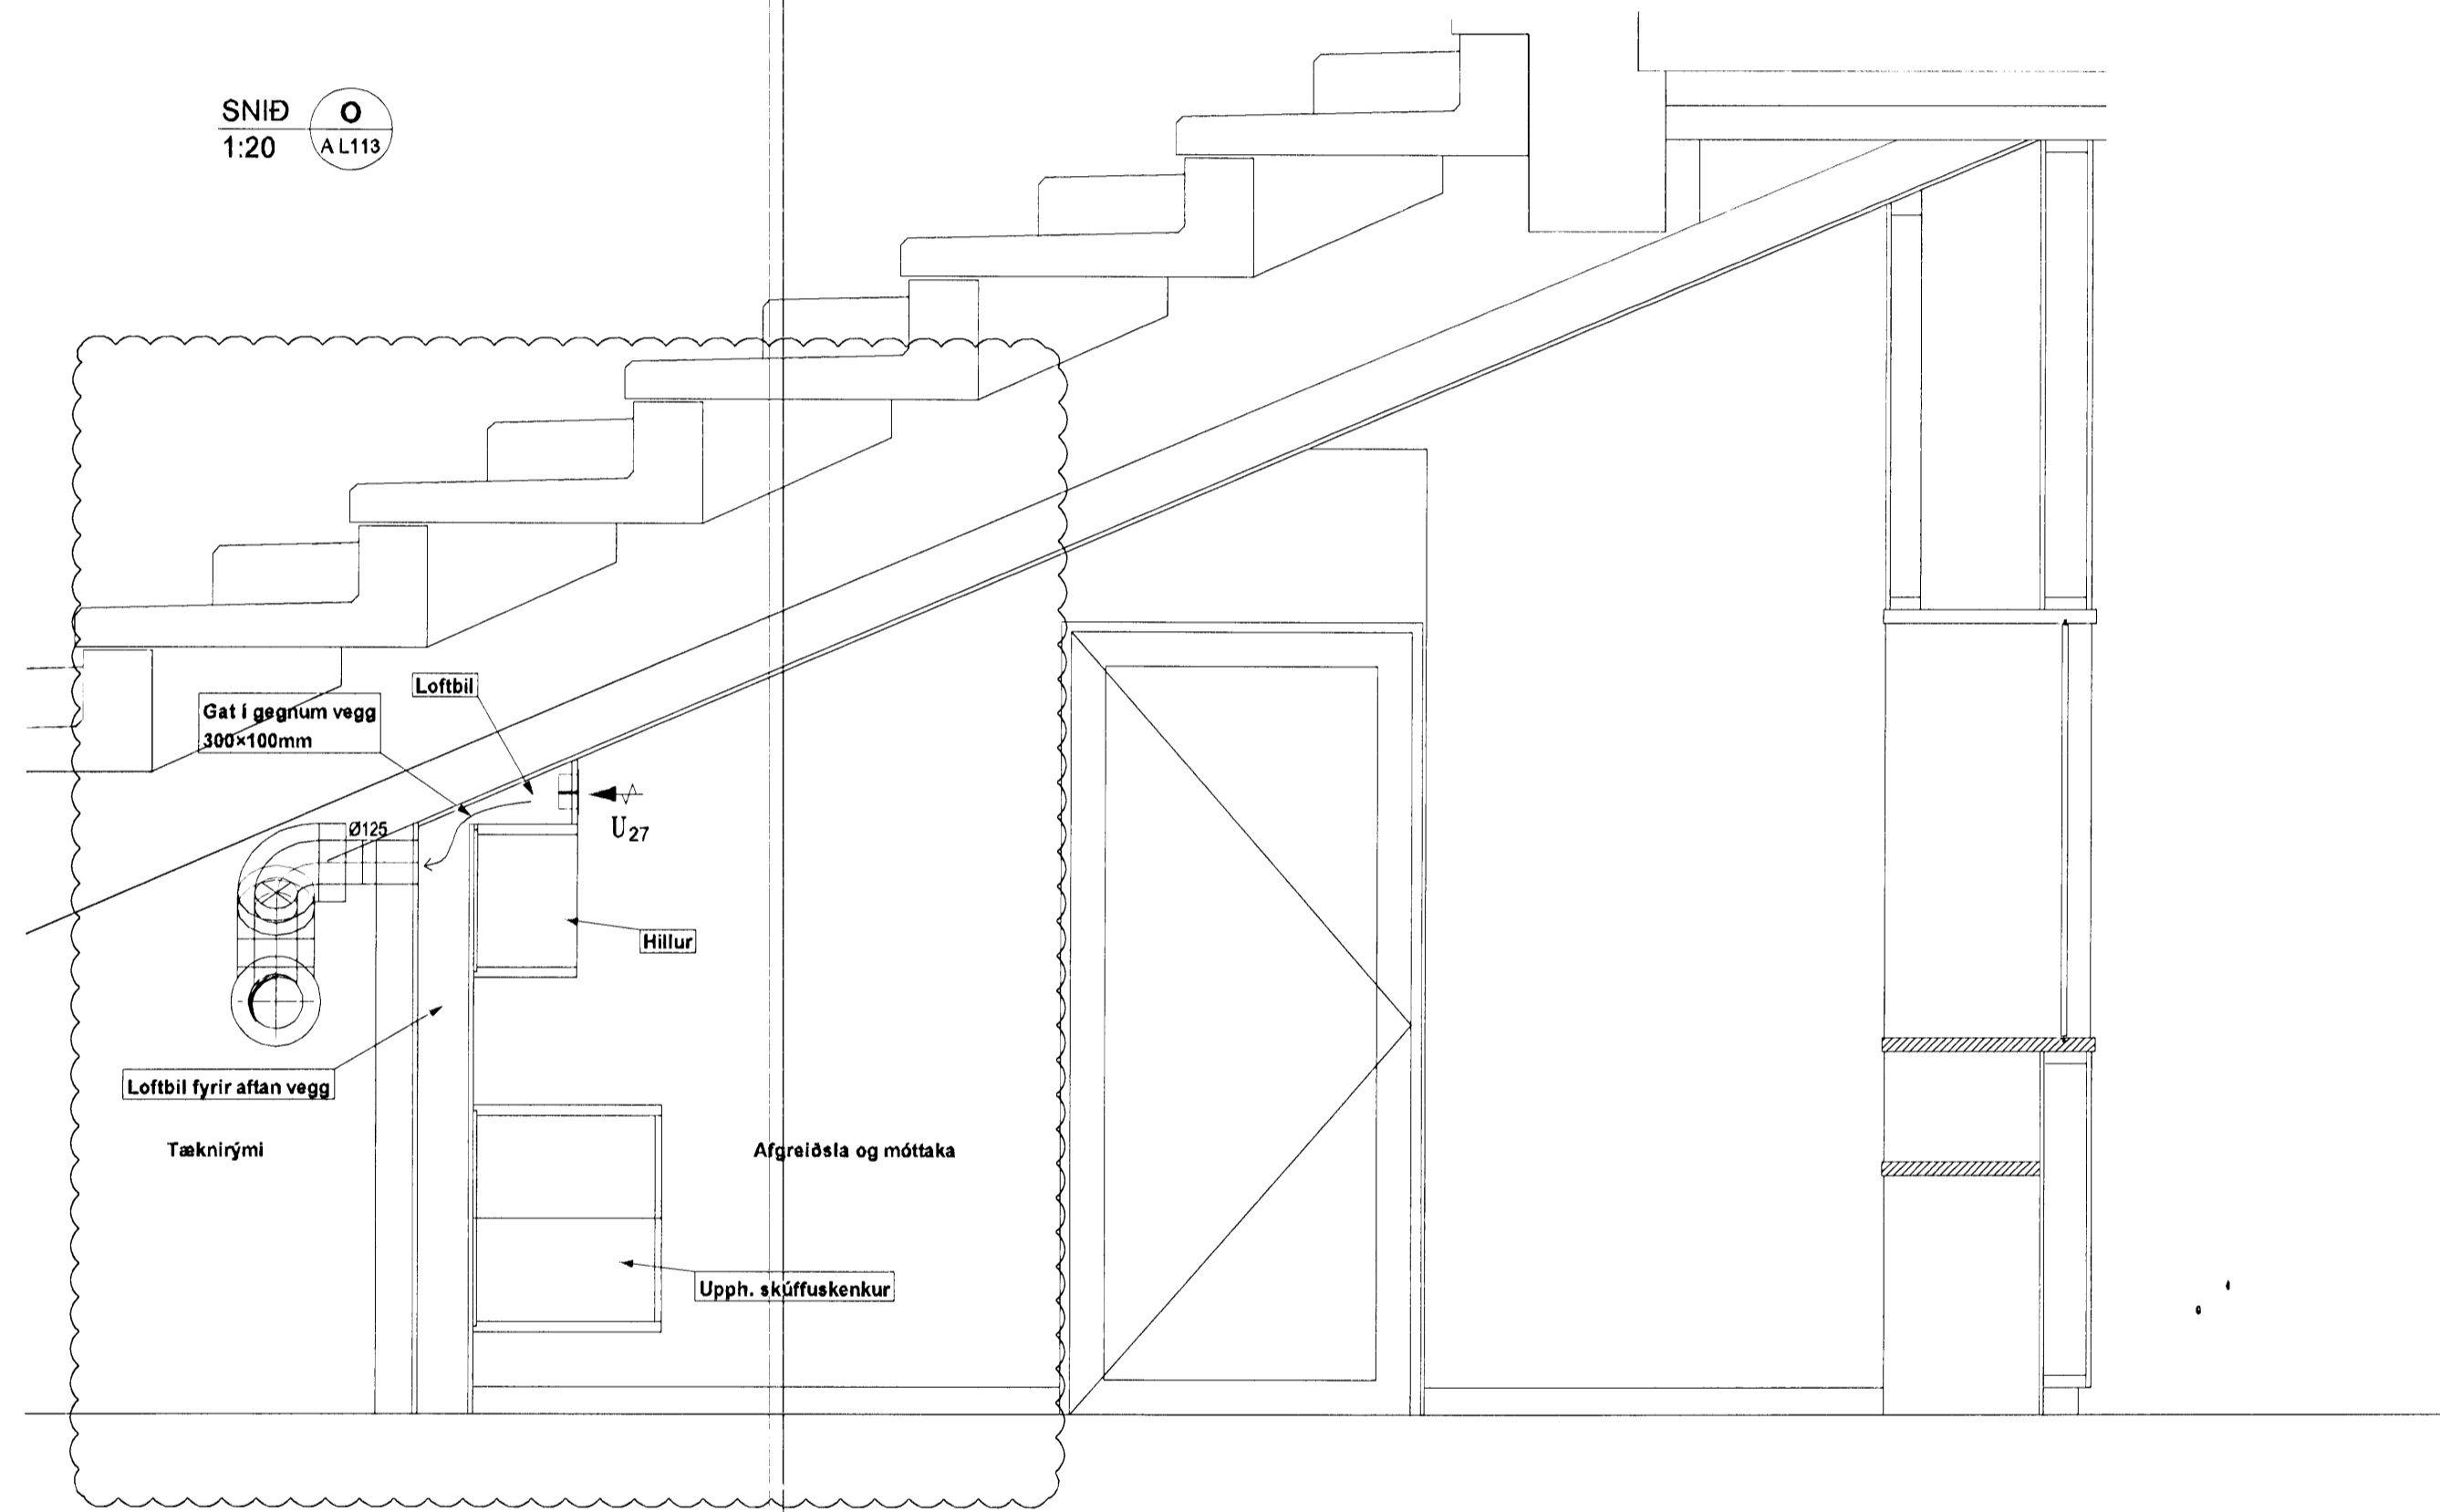 SNIÐ
1:20
O
A L113
Loftbil
Gat í gegnum vegg
300×100mm
Ø125
U27
Hillur
Loftbil fyrir aftan vegg
Tæknirými
Afgreiðsla og móttaka
Upph. skúffuskenkur